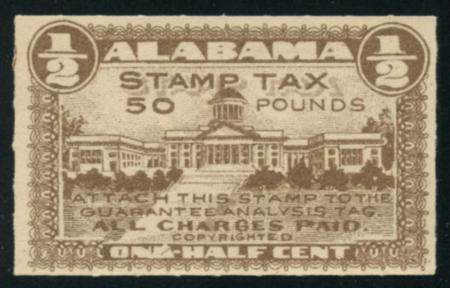 1/2 ALABAMA 1/2
STAMP TAX
50 POUNDS
ATTACH THIS STAMP TO THE
GUARANTEE ANALYSIS TAG.
ALL CHARGES PAID.
COPYRIGHTED
ONE-HALF CENT